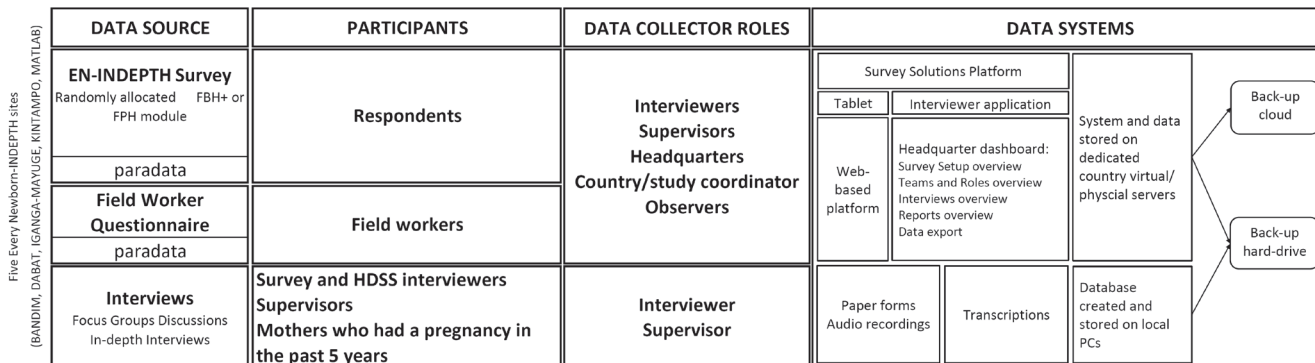 Five Every Newborn-INDEPTH sites
(BANDIM, DABAT, IGANGA-MAYUGE, KINTAMPO, MATLAB)
DATA SOURCE
PARTICIPANTS
DATA COLLECTOR ROLES
DATA SYSTEMS
EN-INDEPTH Survey
Randomly allocated FBH+ or
FPH module
paradata
Respondents
Field Worker
Questionnaire
paradata
Field workers
Interviewers
Supervisors
Headquarters
Country/study coordinator
Observers
Survey Solutions Platform
Tablet
Interviewer application
Web-
based
platform
Headquarter dashboard:
Survey Setup overview
Teams and Roles overview
Interviews overview
Reports overview
Data export
System and data
stored on
dedicated
country virtual/
physcial servers
Back-up
cloud
Back-up
hard-drive
Interviews
Focus Groups Discussions
In-depth Interviews
Survey and HDSS interviewers
Supervisors
Mothers who had a pregnancy in
the past 5 years
Interviewer
Supervisor
Paper forms
Audio recordings
Transcriptions
Database
created and
stored on local
PCs